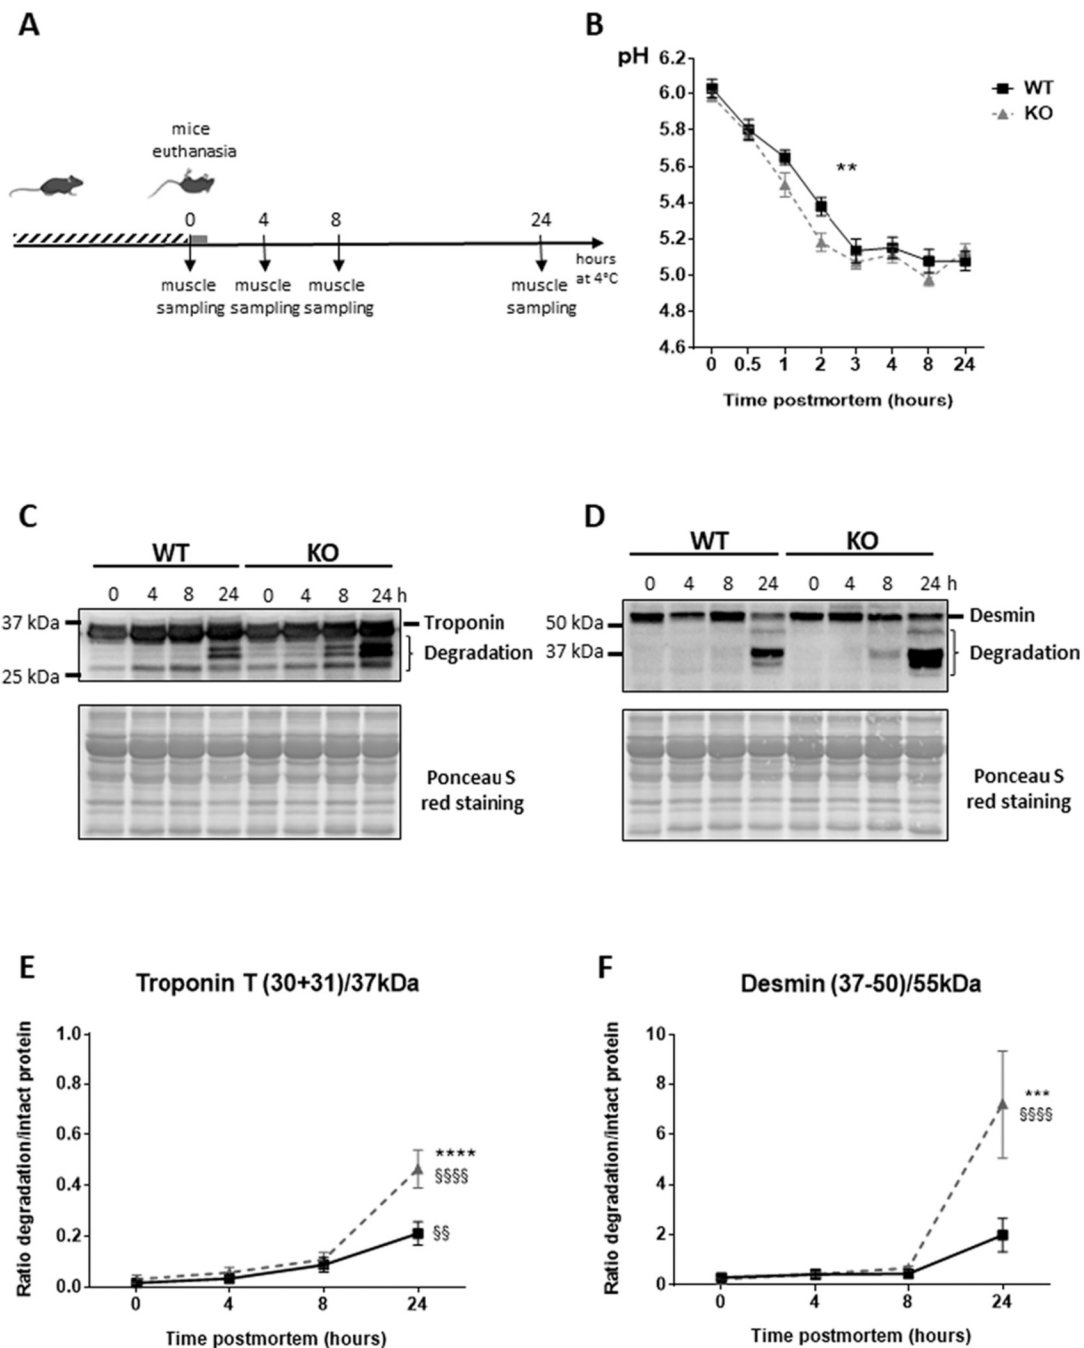 A
mice
euthanasia
0 4 8 24
hours
at 4°C
muscle
sampling
muscle
sampling
muscle
sampling
muscle
sampling
B
pH
6.2
6.0
5.8
5.6
5.4
5.2
5.0
4.8
4.6
**
WT
KO
0 0.5 1 2 3 4 8 24
Time postmortem (hours)
C
WT KO
0 4 8 24 0 4 8 24 h
37 kDa
25 kDa
Troponin
Degradation
Ponceau S
red staining
D
WT KO
0 4 8 24 0 4 8 24 h
50 kDa
37 kDa
Desmin
Degradation
Ponceau S
red staining
E
Troponin T (30+31)/37kDa
Ratio degradation/intact protein
1.0
0.8
0.6
0.4
0.2
0.0
****
§§§§
§§
0 4 8 24
Time postmortem (hours)
F
Desmin (37-50)/55kDa
Ratio degradation/intact protein
10
8
6
4
2
0
***
§§§§
0 4 8 24
Time postmortem (hours)